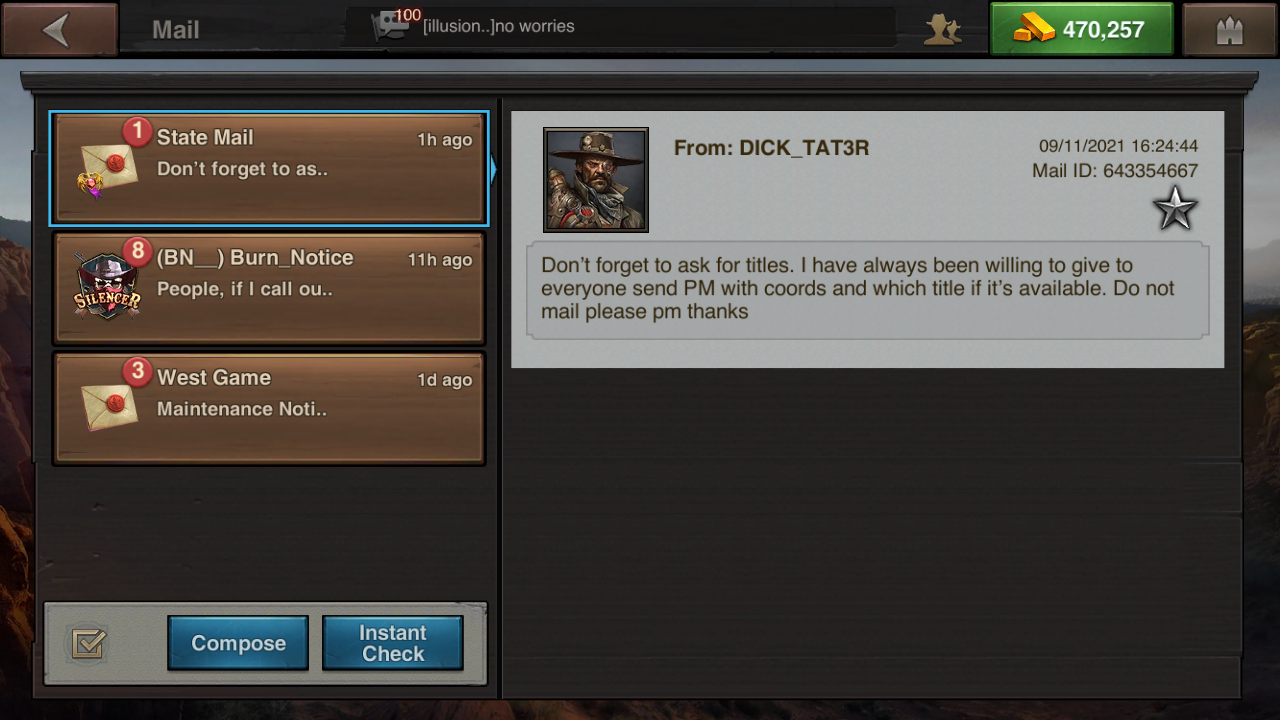 Mail
100
[illusion..]no worries
470,257
1
State Mail
1h ago
Don't forget to as..
8
(BN__) Burn_Notice
11h ago
People, if I call ou..
SILENCER
3
West Game
1d ago
Maintenance Noti..
Compose
Instant
Check
From: DICK_TAT3R
09/11/2021 16:24:44
Mail ID: 643354667
Don't forget to ask for titles. I have always been willing to give to
everyone send PM with coords and which title if it's available. Do not
mail please pm thanks